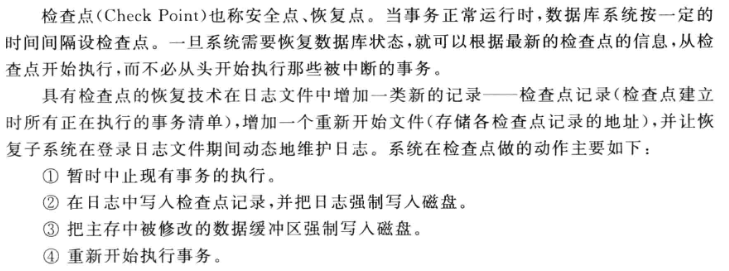 检查点(Check Point)也称安全点、恢复点。当事务正常运行时,数据库系统按一定的
时间间隔设检查点。一旦系统需要恢复数据库状态,就可以根据最新的检查点的信息,从检
查点开始执行,而不必从头开始执行那些被中断的事务。
具有检查点的恢复技术在日志文件中增加一类新的记录——检查点记录(检查点建立
时所有正在执行的事务清单),增加一个重新开始文件(存储各检查点记录的地址),并让恢
复子系统在登录日志文件期间动态地维护日志。系统在检查点做的动作主要如下:
① 暂时中止现有事务的执行。
② 在日志中写入检查点记录,并把日志强制写入磁盘。
③ 把主存中被修改的数据缓冲区强制写入磁盘。
④ 重新开始执行事务。